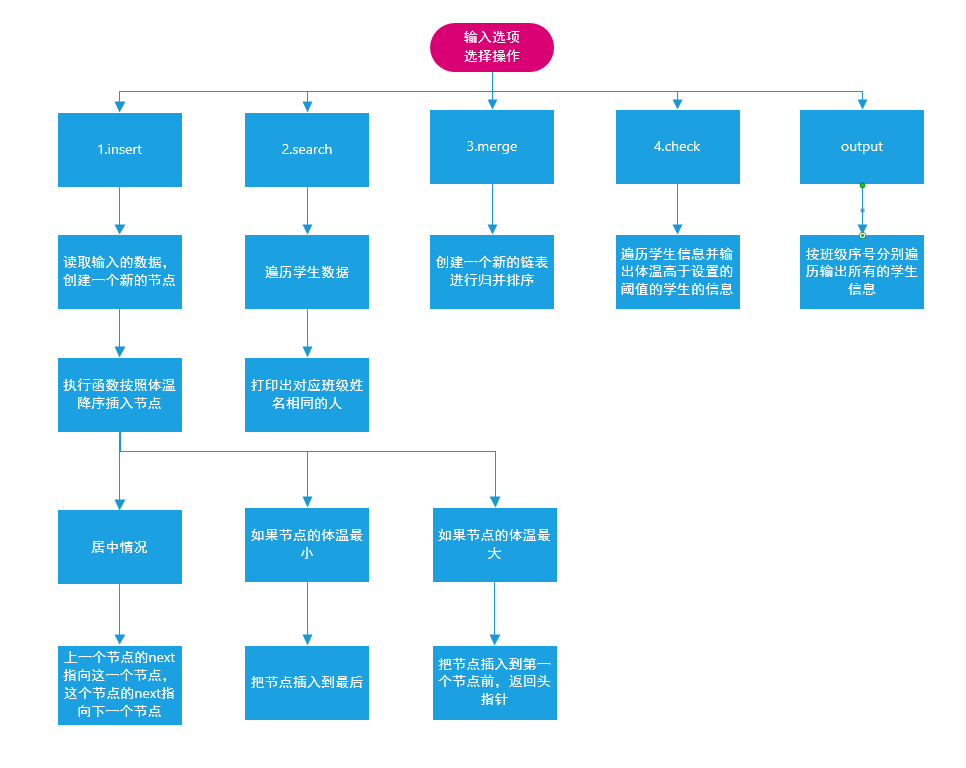 输入选项
选择操作
1.insert
2.search
3.merge
4.check
output
读取输入的数据,
创建一个新的节点
遍历学生数据
创建一个新的链表
进行归并排序
遍历学生信息并输
出体温高于设置的
阈值的学生的信息
按班级序号分别遍
历输出所有的学生
信息
执行函数按照体温
降序插入节点
打印出对应班级姓
名相同的人
居中情况
如果节点的体温最
小
如果节点的体温最
大
上一个节点的next
指向这一个节点，
这个节点的next指
向下一个节点
把节点插入到最后
把节点插入到第一
个节点前，返回头
指针